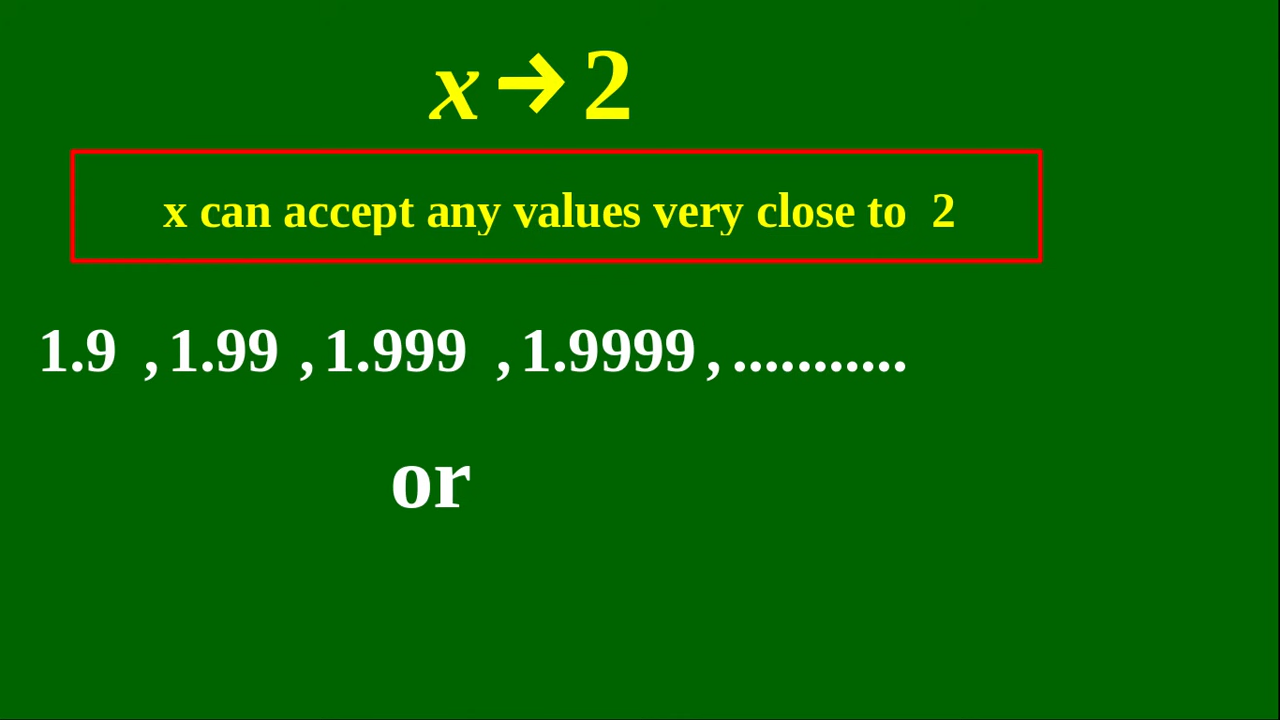 x → 2
x can accept any values very close to 2
1.9 , 1.99 , 1.999 , 1.9999 , ...........
or